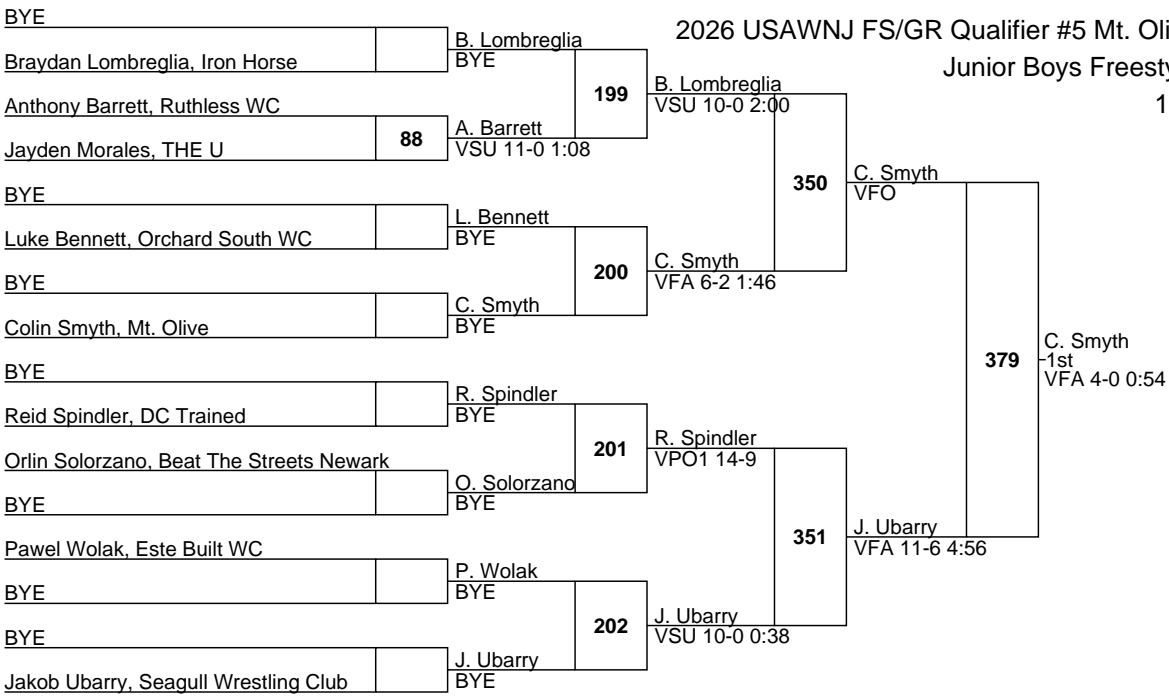 2026 USAWNJ FS/GR Qualifier #5 Mt. Oli
Junior Boys Freesty
1
BYE
Braydan Lombreglia, Iron Horse
Anthony Barrett, Ruthless WC
Jayden Morales, THE U
BYE
Luke Bennett, Orchard South WC
BYE
Colin Smyth, Mt. Olive
BYE
Reid Spindler, DC Trained
Orlin Solorzano, Beat The Streets Newark
BYE
Pawel Wolak, Este Built WC
BYE
BYE
Jakob Ubarry, Seagull Wrestling Club
88
B. Lombreglia
BYE
A. Barrett
VSU 11-0 1:08
L. Bennett
BYE
C. Smyth
BYE
R. Spindler
BYE
O. Solorzano
BYE
P. Wolak
BYE
J. Ubarry
BYE
199
200
201
202
B. Lombreglia
VSU 10-0 2:00
C. Smyth
VFA 6-2 1:46
R. Spindler
VPO1 14-9
J. Ubarry
VSU 10-0 0:38
350
351
C. Smyth
VFO
J. Ubarry
VFA 11-6 4:56
379
C. Smyth
1st
VFA 4-0 0:54